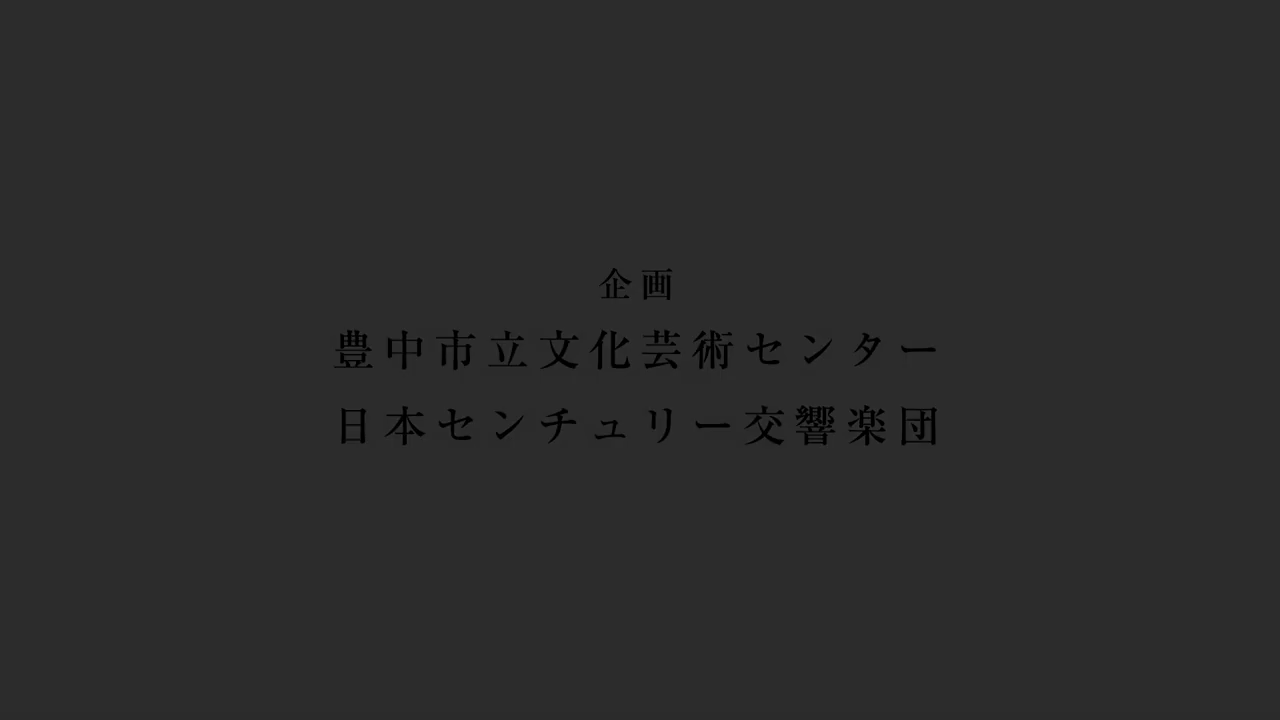 企画
豊中市立文化芸術センター
日本センチュリー交響楽団